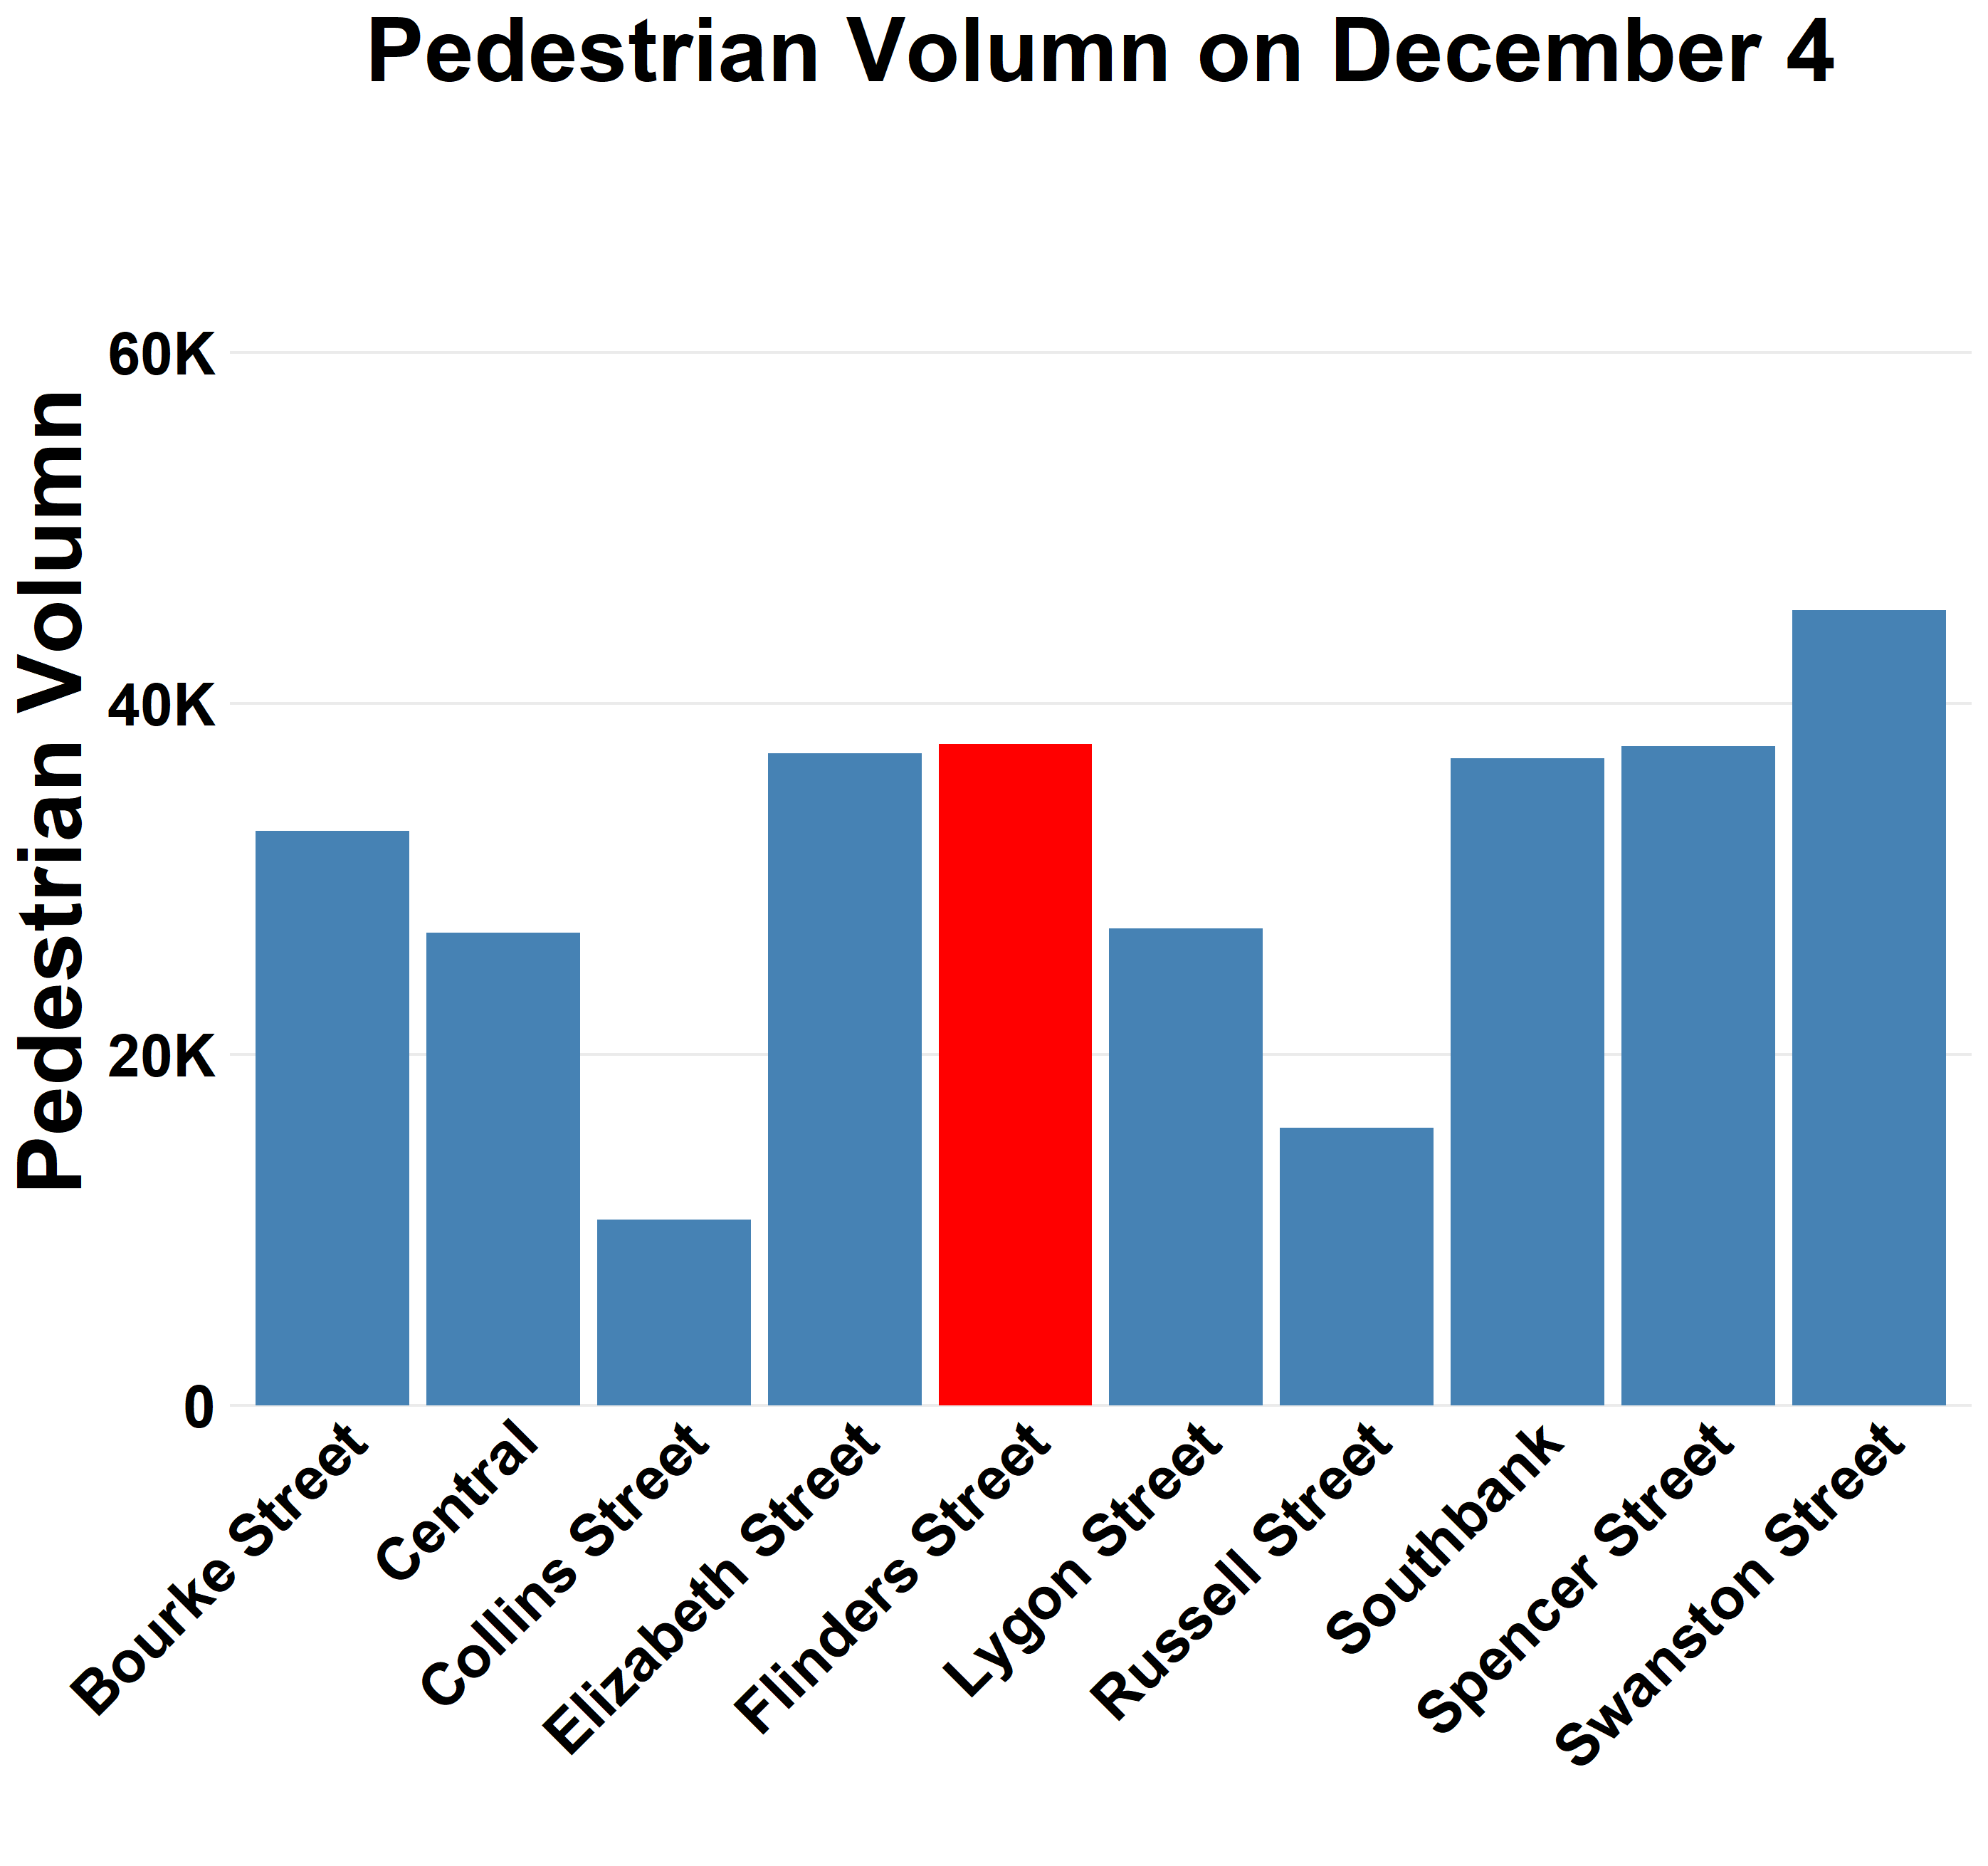 Pedestrian Volumn on December 4
Pedestrian Volumn
60K
40K
20K
0
Bourke Street
Central
Collins Street
Elizabeth Street
Flinders Street
Lygon Street
Russell Street
Southbank
Spencer Street
Swanston Street